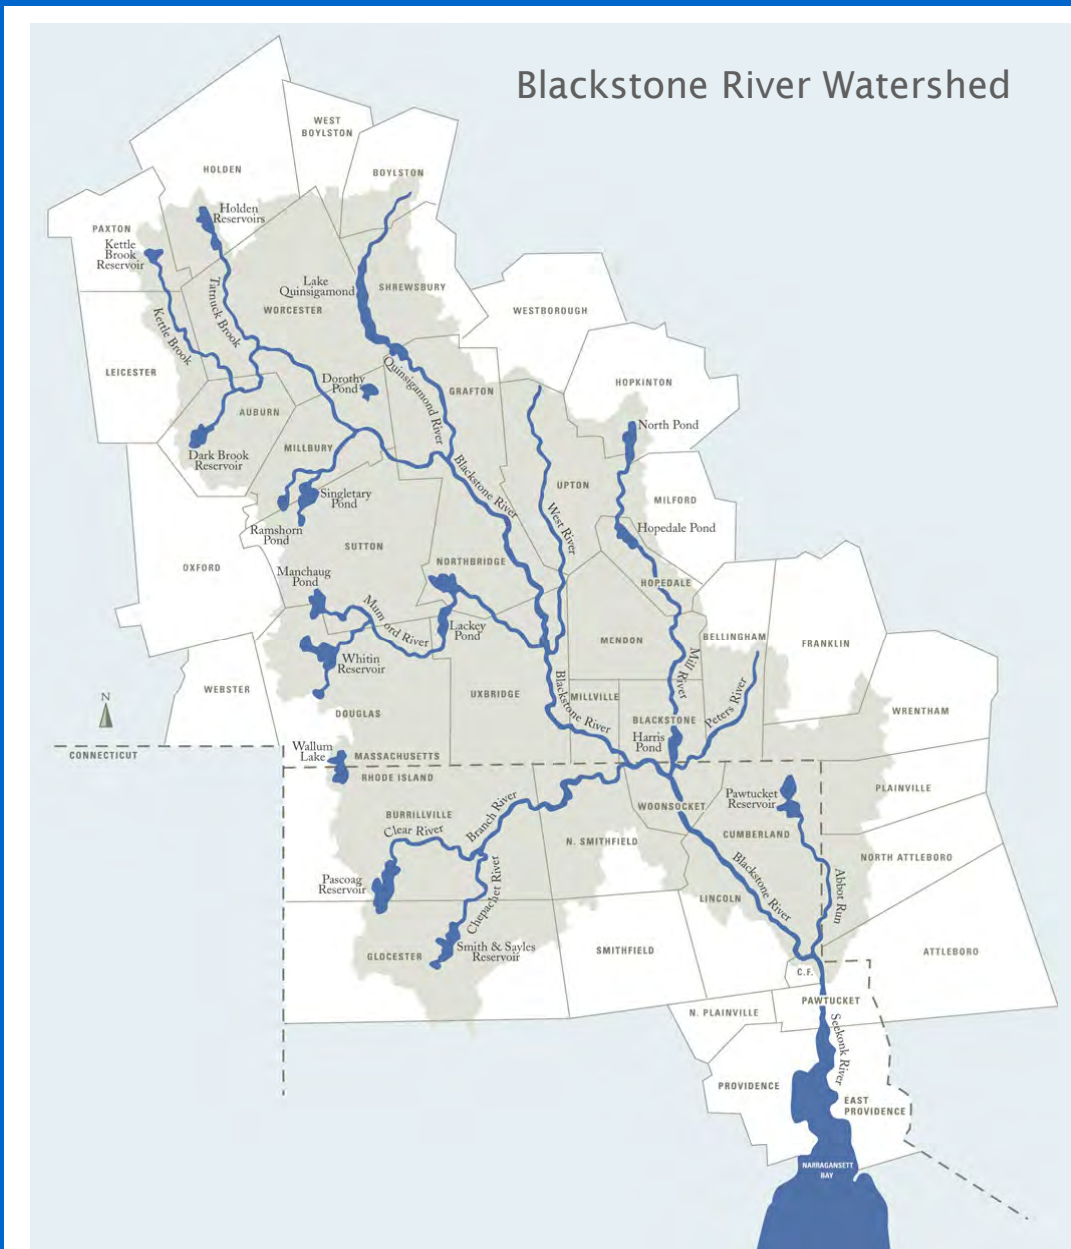 Blackstone River Watershed
WEST
BOYLSTON
HOLDEN
BOYLSTON
PAXTON
Holden
Reservoirs
Kettle
Brook
Reservoir
Tatnuck Brook
Kettle Brook
Lake
Quinsigamond
SHREWSBURY
WORCESTER
WESTBOROUGH
LEICESTER
Dorothy
Pond
Quinsigamond River
GRAFTON
HOPKINTON
AUBURN
North Pond
MILLBURY
Dark Brook
Reservoir
Blackstone River
UPTON
Singletary
Pond
MILFORD
West River
Ramshorn
Pond
Hopedale Pond
SUTTON
OXFORD
NORTHBRIDGE
Manchaug
Pond
HOPEDALE
Mum ord River
Lackey
Pond
MENDON
BELLINGHAM
FRANKLIN
Whitin
Reservoir
Mill River
WEBSTER
UXBRIDGE
Blackstone River
MILLVILLE
Peters River
WRENTHAM
DOUGLAS
BLACKSTONE
N
Harris
Pond
CONNECTICUT
Wallum
Lake
MASSACHUSETTS
RHODE ISLAND
PLAINVILLE
Pawtucket
Reservoir
BURRILLVILLE
Branch River
WOONSOCKET
Clear River
N. SMITHFIELD
CUMBERLAND
NORTH ATTLEBORO
Pascoag
Reservoir
Chepachet River
Blackstone River
Abbot Run
LINCOLN
GLOCESTER
Smith & Sayles
Reservoir
SMITHFIELD
ATTLEBORO
C.F.
PAWTUCKET
N. PLAINVILLE
Seekonk River
PROVIDENCE
EAST
PROVIDENCE
NARRAGANSETT
BAY